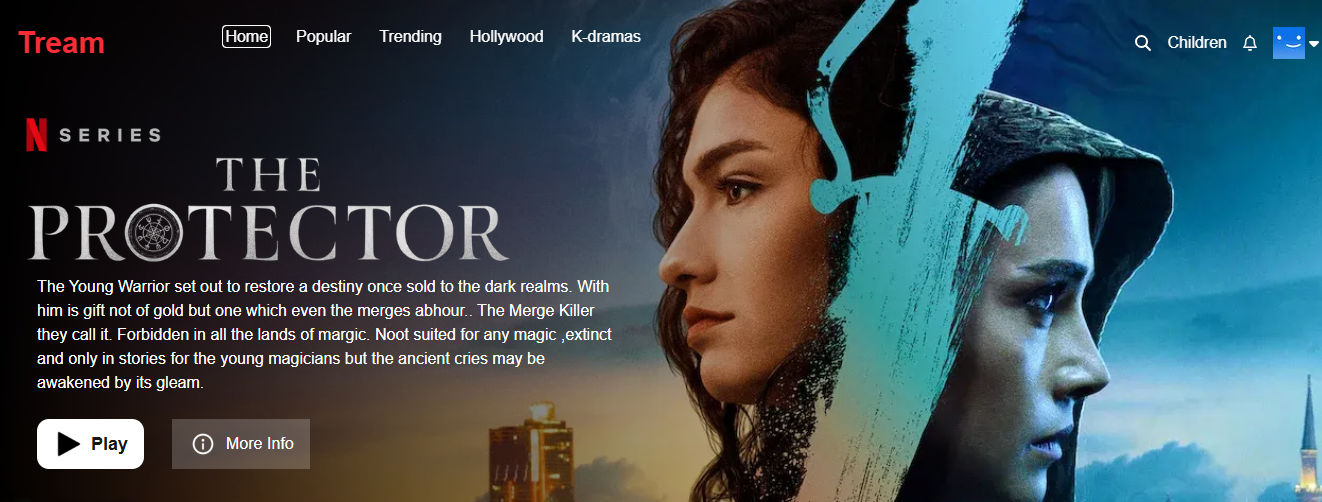 Tream
Home Popular Trending Hollywood K-dramas
Children
N SERIES
THE
PROTECTOR
The Young Warrior set out to restore a destiny once sold to the dark realms. With
him is gift not of gold but one which even the merges abhour.. The Merge Killer
they call it. Forbidden in all the lands of margic. Noot suited for any magic ,extinct
and only in stories for the young magicians but the ancient cries may be
awakened by its gleam.
Play
More Info